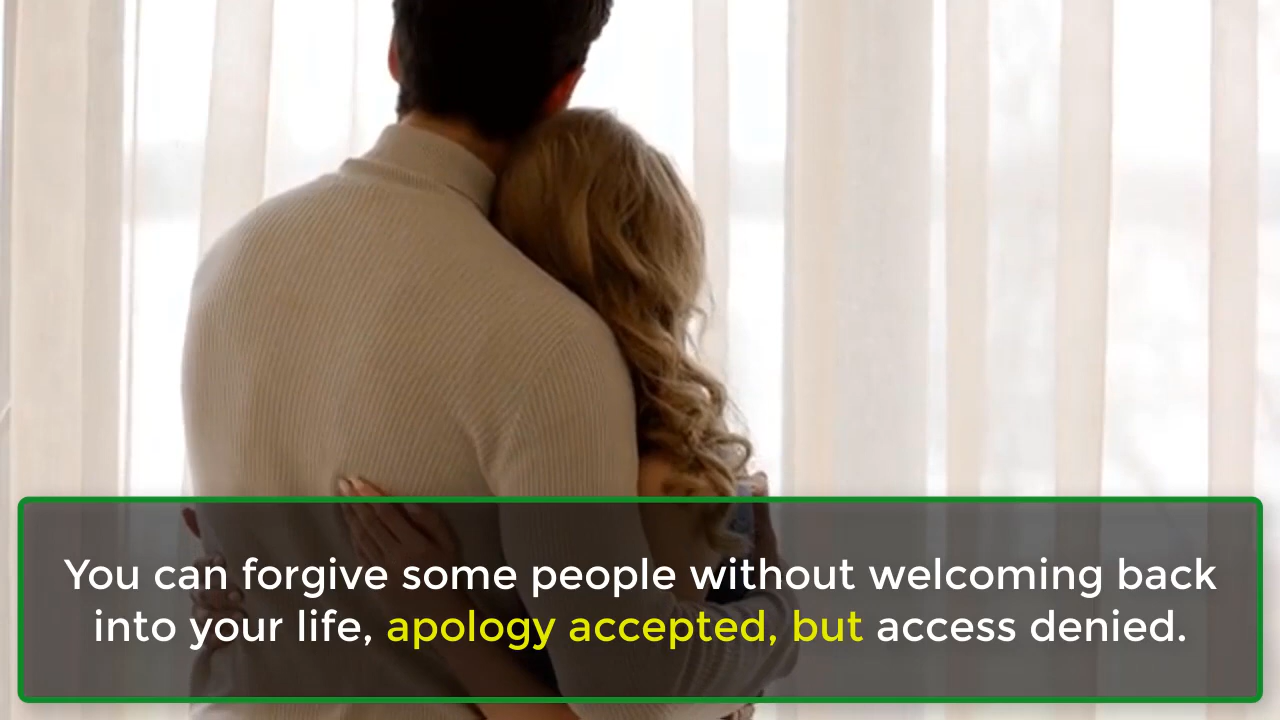 You can forgive some people without welcoming back
into your life, apology accepted, but access denied.